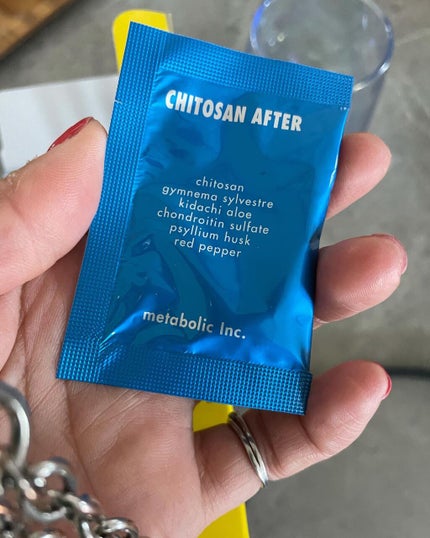 CHITOSAN AFTER
chitosan
gymnema sylvestre
kidachi aloe
chondroitin sulfate
psyllium husk
red pepper
metabolic Inc.